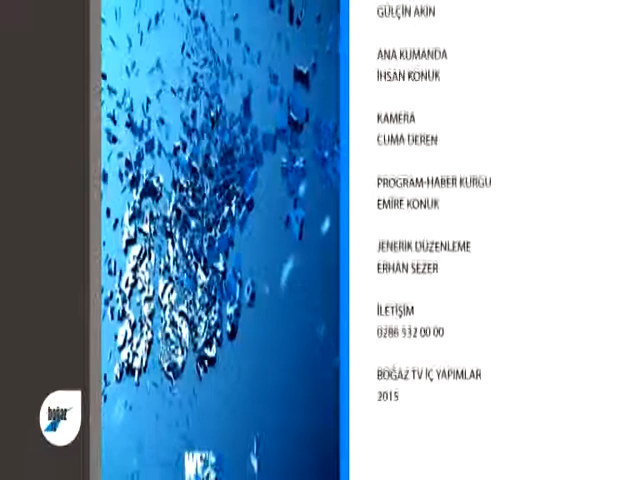 GÜLÇİN AKIN
ANA KUMANDA
İHSAN KONUK
KAMERA
CUMA DEREN
PROGRAM-HABER KURGU
EMİRE KONUK
JENERİK DÜZENLEME
ERHAN SEZER
İLETİŞİM
0286 532 00 00
BOĞAZ TV İÇ YAPIMLAR
2015
boğaz